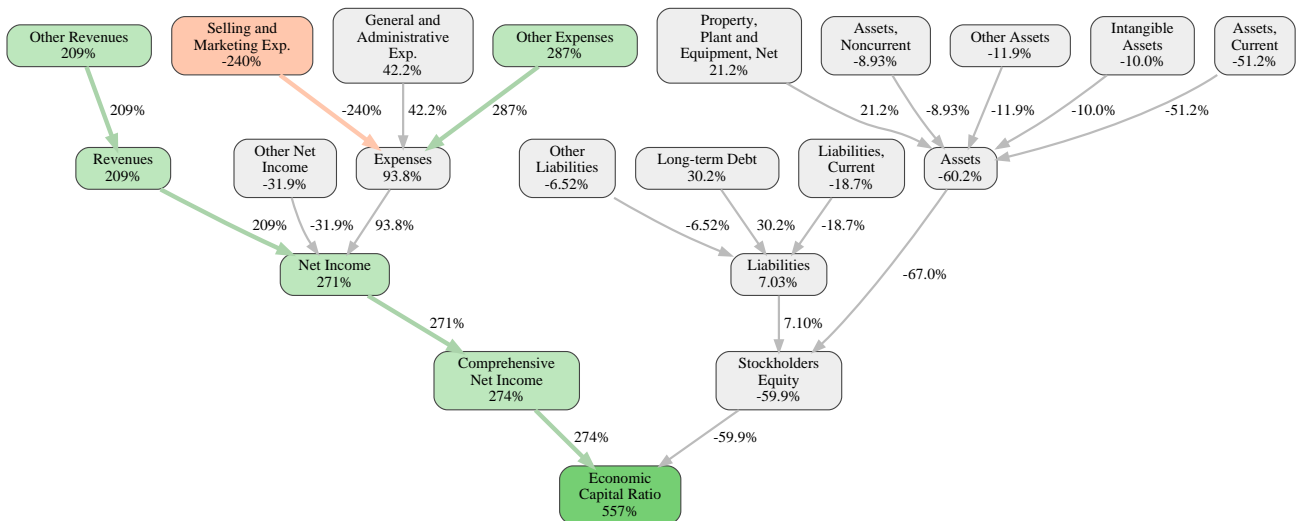 Other Revenues
209%
Selling and
Marketing Exp.
-240%
General and
Administrative
Exp.
42.2%
Other Expenses
287%
Property,
Plant and
Equipment, Net
21.2%
Assets,
Noncurrent
-8.93%
Other Assets
-11.9%
Intangible
Assets
-10.0%
Assets,
Current
-51.2%
209%
-240%
42.2%
287%
21.2%
-8.93%
-11.9%
-10.0%
-51.2%
Revenues
209%
Other Net
Income
-31.9%
Expenses
93.8%
Other
Liabilities
-6.52%
Long-term Debt
30.2%
Liabilities,
Current
-18.7%
Assets
-60.2%
209%
-31.9%
93.8%
-6.52%
30.2%
-18.7%
-67.0%
Net Income
271%
Liabilities
7.03%
271%
7.10%
Comprehensive
Net Income
274%
Stockholders
Equity
-59.9%
274%
-59.9%
Economic
Capital Ratio
557%